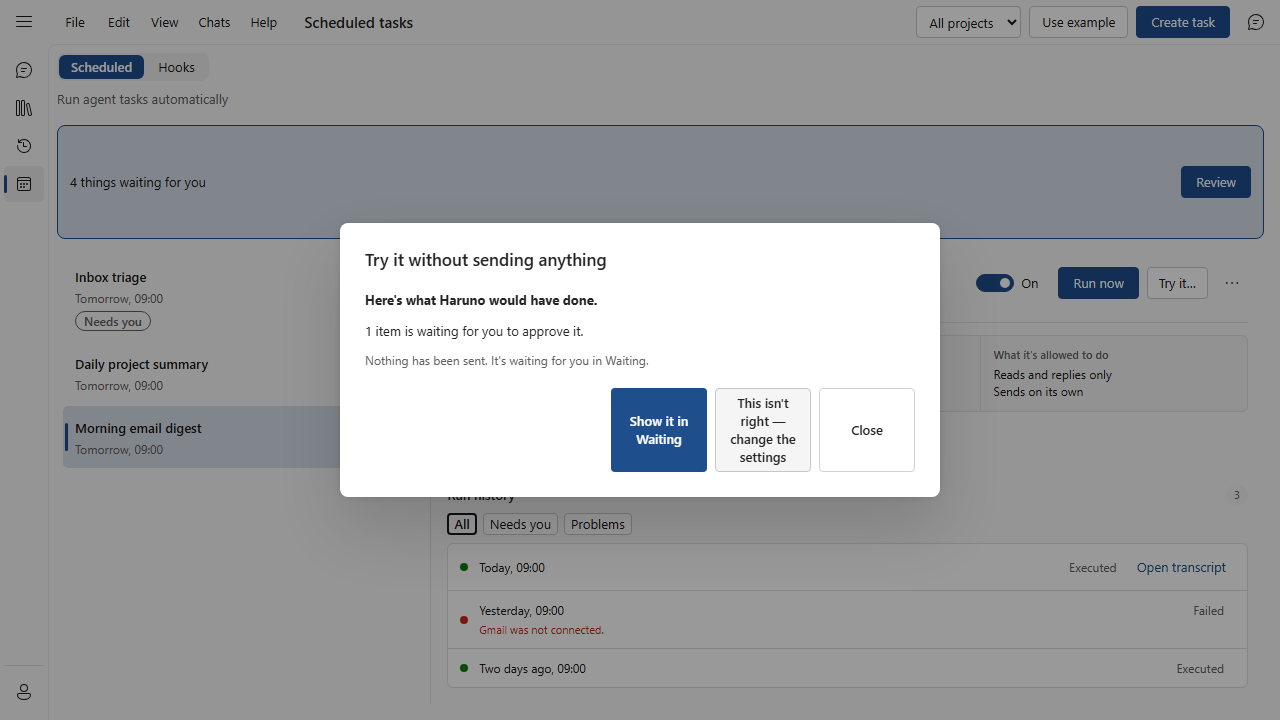 File Edit View Chats Help Scheduled tasks All projects Use example Create task
Scheduled Hooks
Run agent tasks automatically
4 things waiting for you Review
Inbox triage
Tomorrow, 09:00
Needs you
Daily project summary
Tomorrow, 09:00
Morning email digest
Tomorrow, 09:00
On Run now Try it... ...
What it's allowed to do
Reads and replies only
Sends on its own
Try it without sending anything
Here's what Haruno would have done.
1 item is waiting for you to approve it.
Nothing has been sent. It's waiting for you in Waiting.
Show it in
Waiting
This isn't
right —
change the
settings
Close
Run history 3
All Needs you Problems
Today, 09:00 Executed Open transcript
Yesterday, 09:00 Failed
Gmail was not connected.
Two days ago, 09:00 Executed